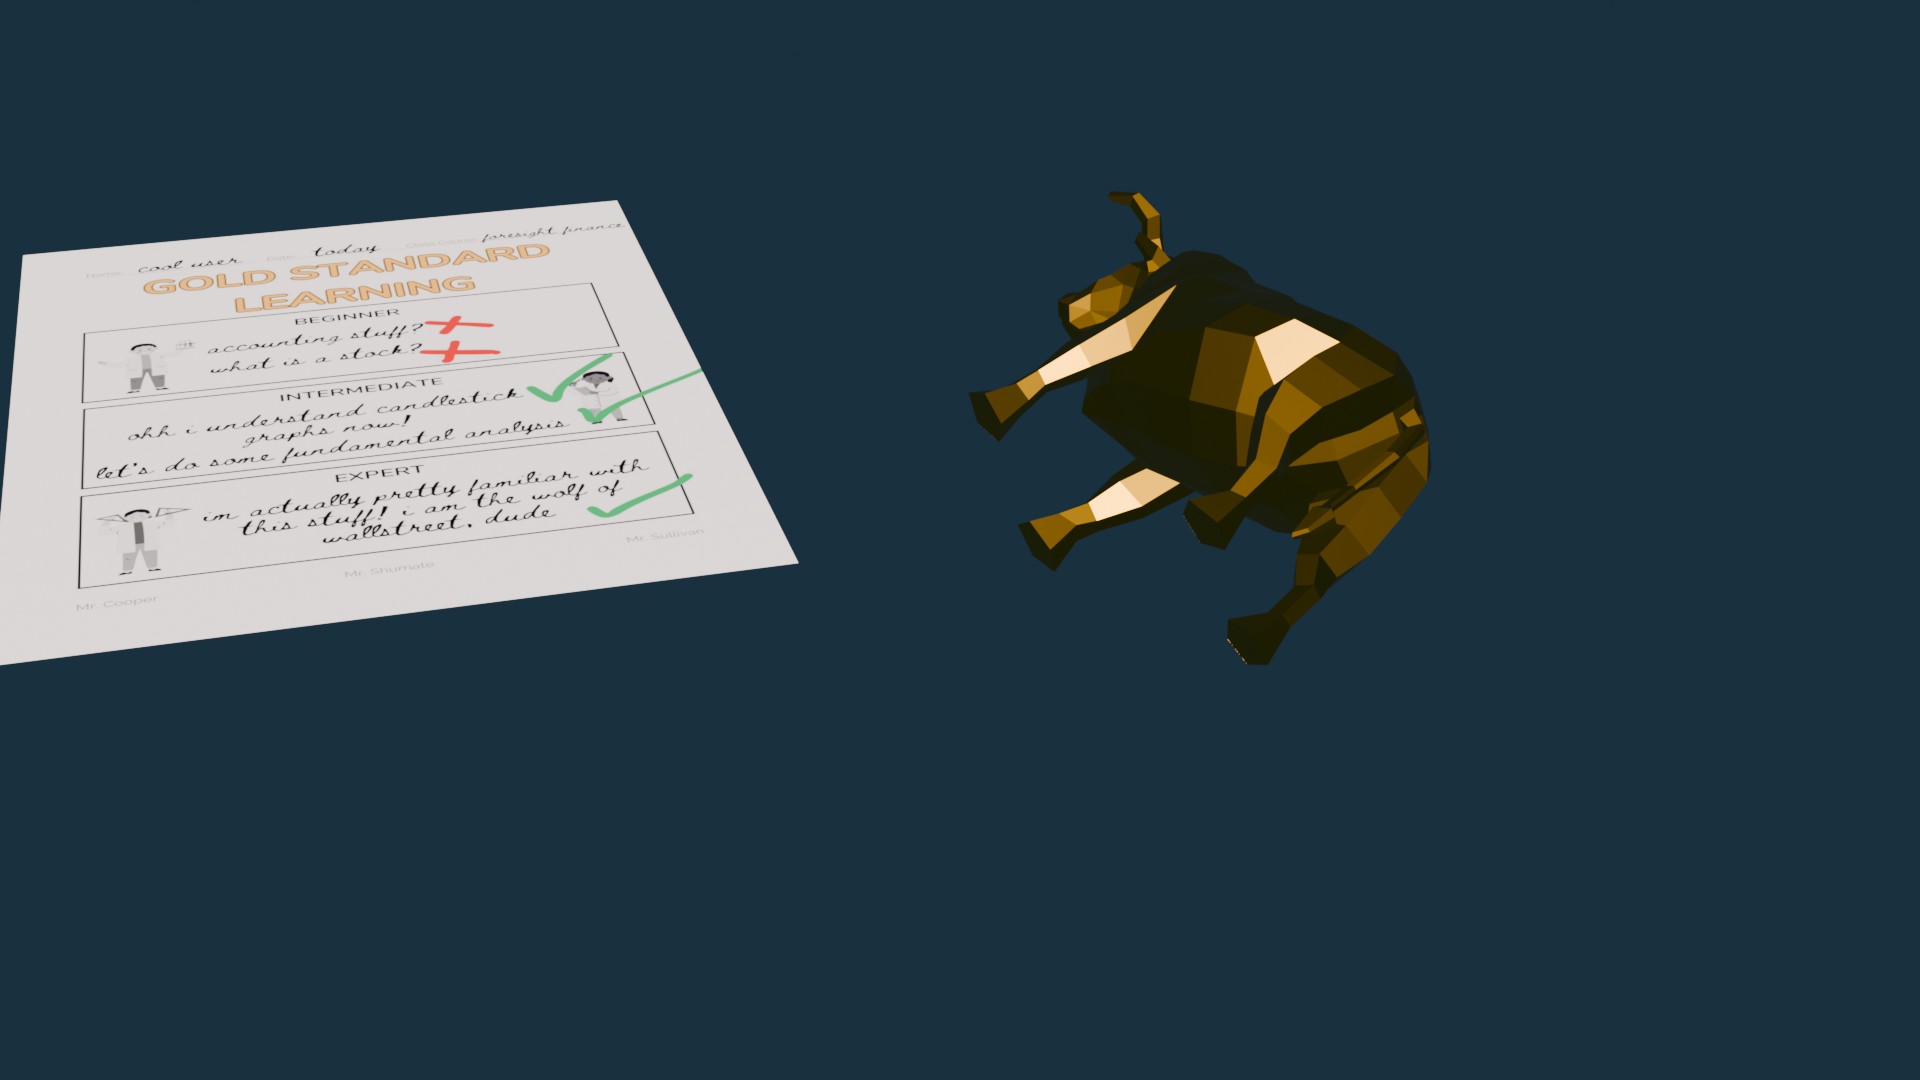 Name: cool user Date: today Class Course: foresight finance
GOLD STANDARD
LEARNING
BEGINNER
accounting stuff?
what is a stock?
INTERMEDIATE
ohh i understand candlestick
graphs now!
let's do some fundamental analysis
EXPERT
im actually pretty familiar with
this stuff! i am the wolf of
wallstreet. dude
Mr. Cooper Mr. Shumate Mr. Sullivan